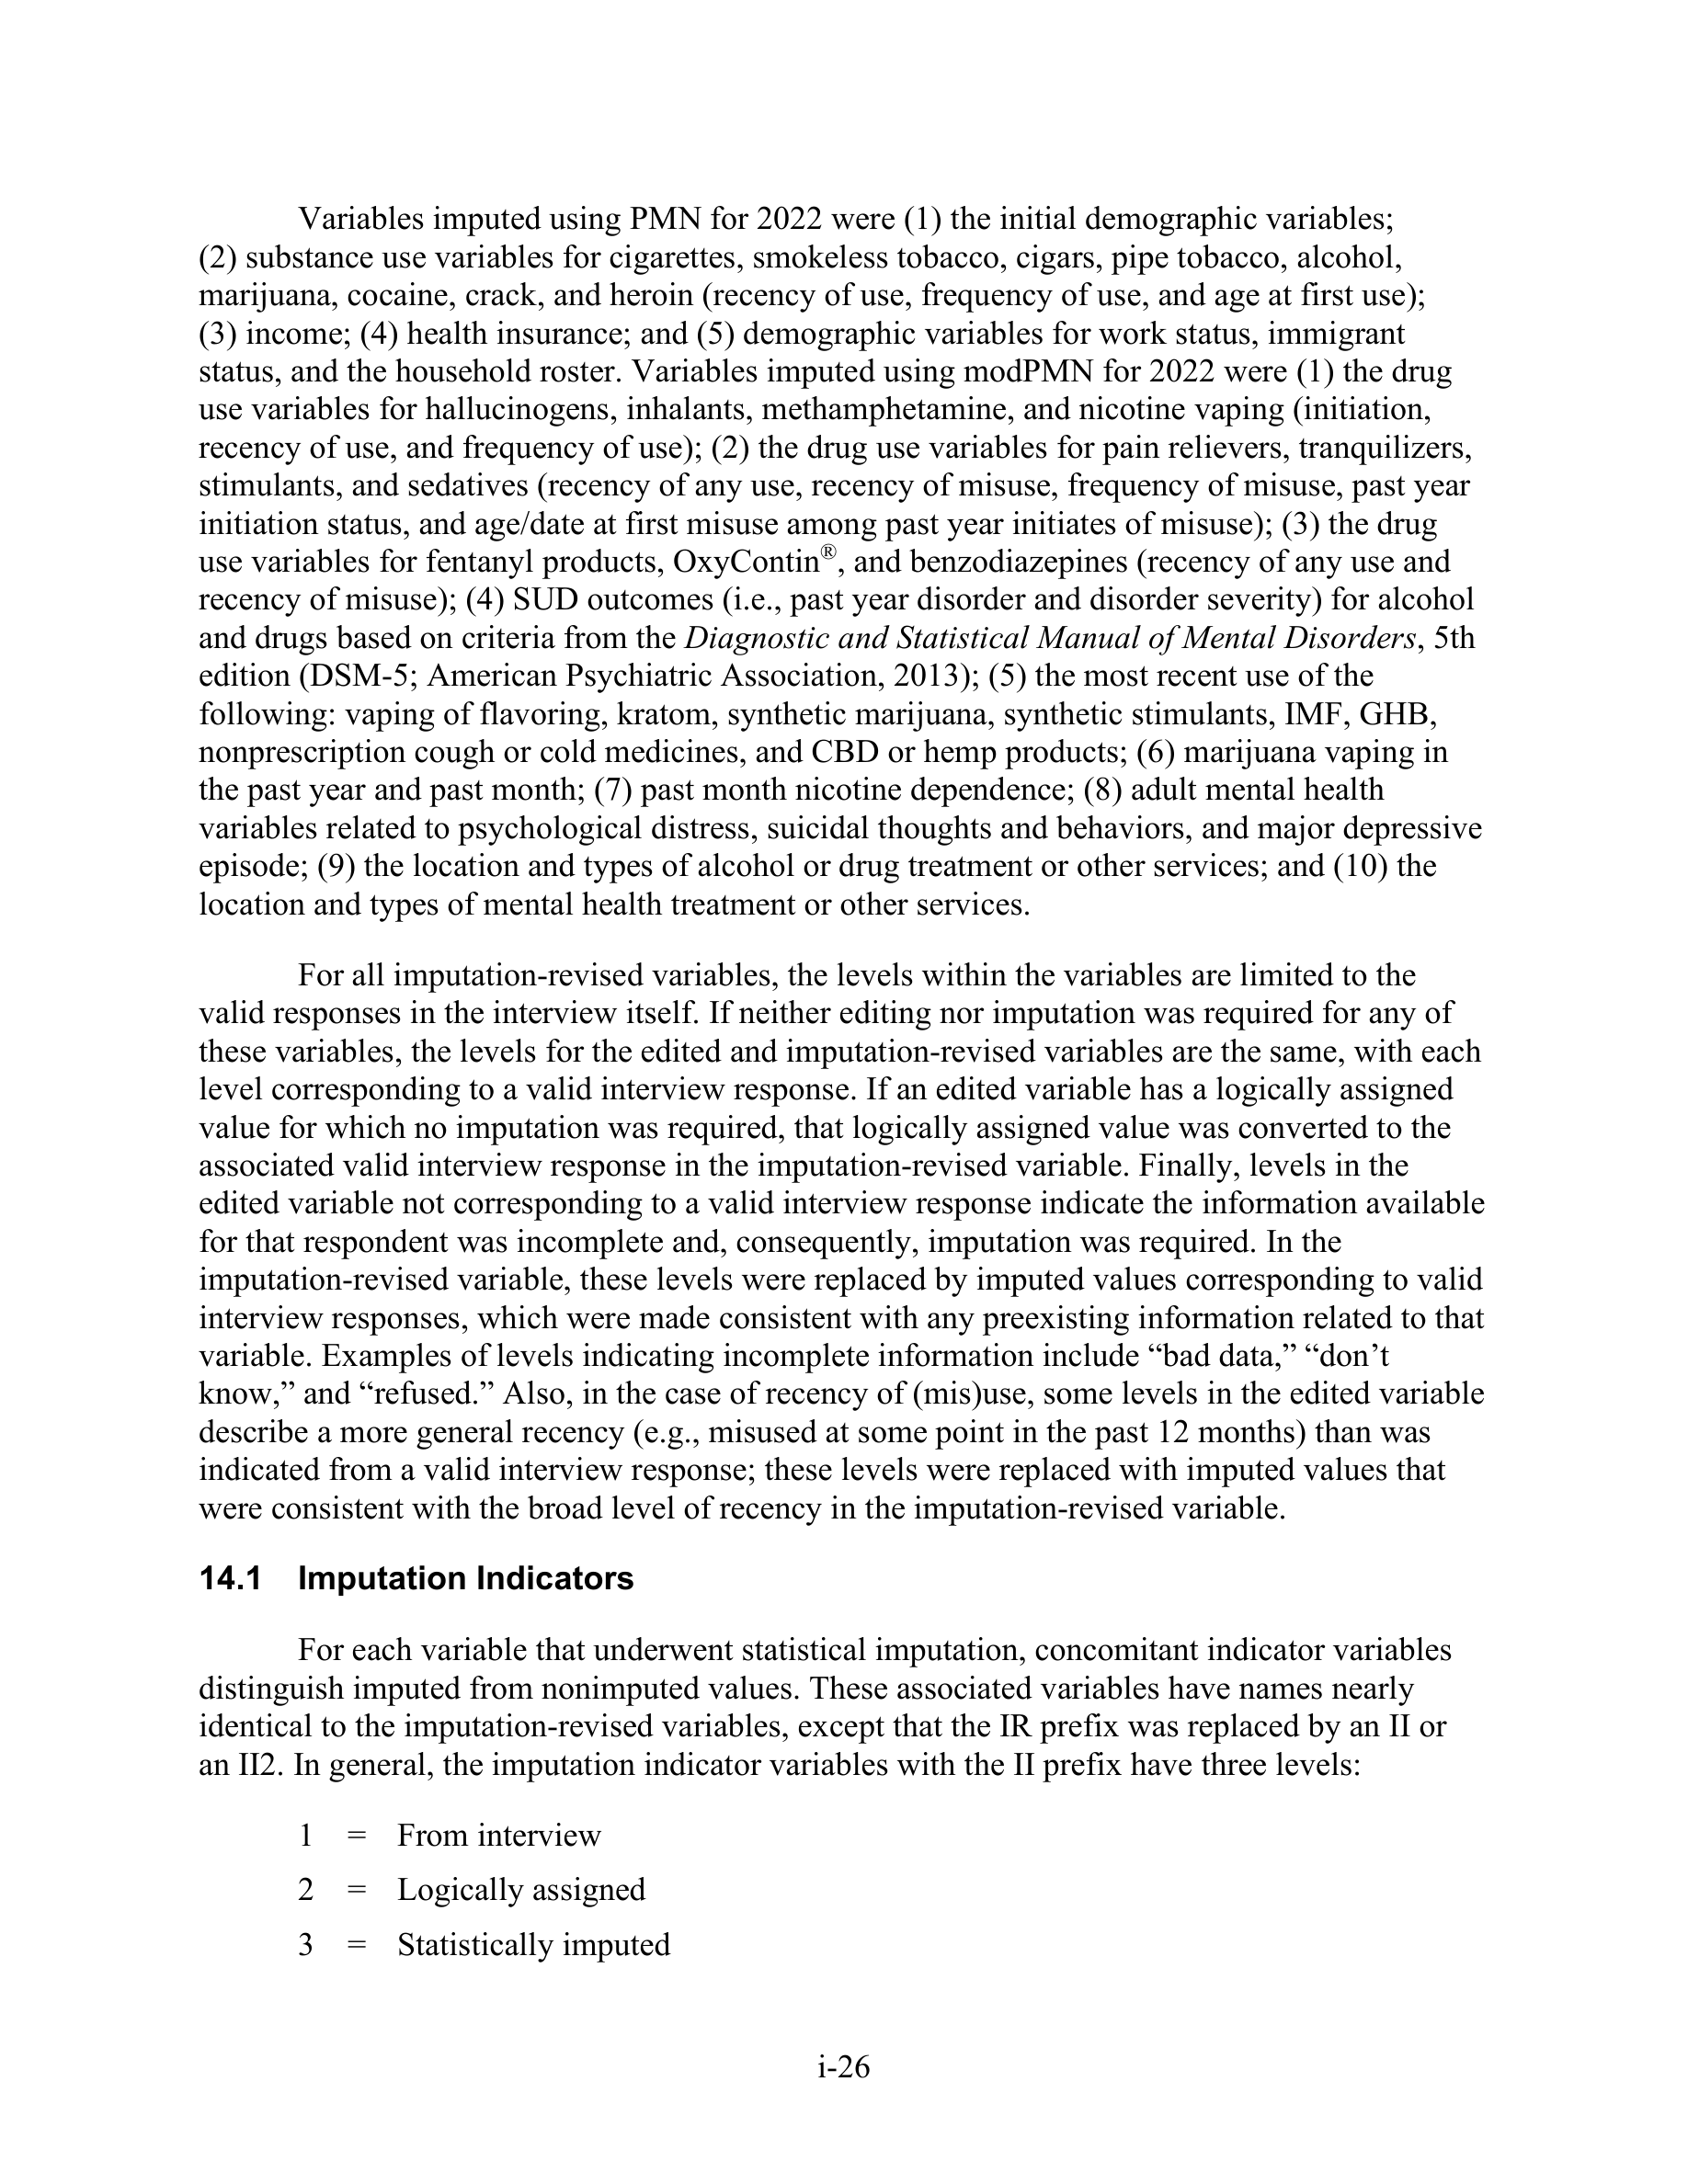 Variables imputed using PMN for 2022 were (1) the initial demographic variables;
(2) substance use variables for cigarettes, smokeless tobacco, cigars, pipe tobacco, alcohol,
marijuana, cocaine, crack, and heroin (recency of use, frequency of use, and age at first use);
(3) income; (4) health insurance; and (5) demographic variables for work status, immigrant
status, and the household roster. Variables imputed using modPMN for 2022 were (1) the drug
use variables for hallucinogens, inhalants, methamphetamine, and nicotine vaping (initiation,
recency of use, and frequency of use); (2) the drug use variables for pain relievers, tranquilizers,
stimulants, and sedatives (recency of any use, recency of misuse, frequency of misuse, past year
initiation status, and age/date at first misuse among past year initiates of misuse); (3) the drug
use variables for fentanyl products, OxyContin®, and benzodiazepines (recency of any use and
recency of misuse); (4) SUD outcomes (i.e., past year disorder and disorder severity) for alcohol
and drugs based on criteria from the Diagnostic and Statistical Manual of Mental Disorders, 5th
edition (DSM-5; American Psychiatric Association, 2013); (5) the most recent use of the
following: vaping of flavoring, kratom, synthetic marijuana, synthetic stimulants, IMF, GHB,
nonprescription cough or cold medicines, and CBD or hemp products; (6) marijuana vaping in
the past year and past month; (7) past month nicotine dependence; (8) adult mental health
variables related to psychological distress, suicidal thoughts and behaviors, and major depressive
episode; (9) the location and types of alcohol or drug treatment or other services; and (10) the
location and types of mental health treatment or other services.
For all imputation-revised variables, the levels within the variables are limited to the
valid responses in the interview itself. If neither editing nor imputation was required for any of
these variables, the levels for the edited and imputation-revised variables are the same, with each
level corresponding to a valid interview response. If an edited variable has a logically assigned
value for which no imputation was required, that logically assigned value was converted to the
associated valid interview response in the imputation-revised variable. Finally, levels in the
edited variable not corresponding to a valid interview response indicate the information available
for that respondent was incomplete and, consequently, imputation was required. In the
imputation-revised variable, these levels were replaced by imputed values corresponding to valid
interview responses, which were made consistent with any preexisting information related to that
variable. Examples of levels indicating incomplete information include “bad data,” “don’t
know,” and “refused.” Also, in the case of recency of (mis)use, some levels in the edited variable
describe a more general recency (e.g., misused at some point in the past 12 months) than was
indicated from a valid interview response; these levels were replaced with imputed values that
were consistent with the broad level of recency in the imputation-revised variable.
14.1 Imputation Indicators
For each variable that underwent statistical imputation, concomitant indicator variables
distinguish imputed from nonimputed values. These associated variables have names nearly
identical to the imputation-revised variables, except that the IR prefix was replaced by an II or
an II2. In general, the imputation indicator variables with the II prefix have three levels:
1 = From interview
2 = Logically assigned
3 = Statistically imputed
i-26